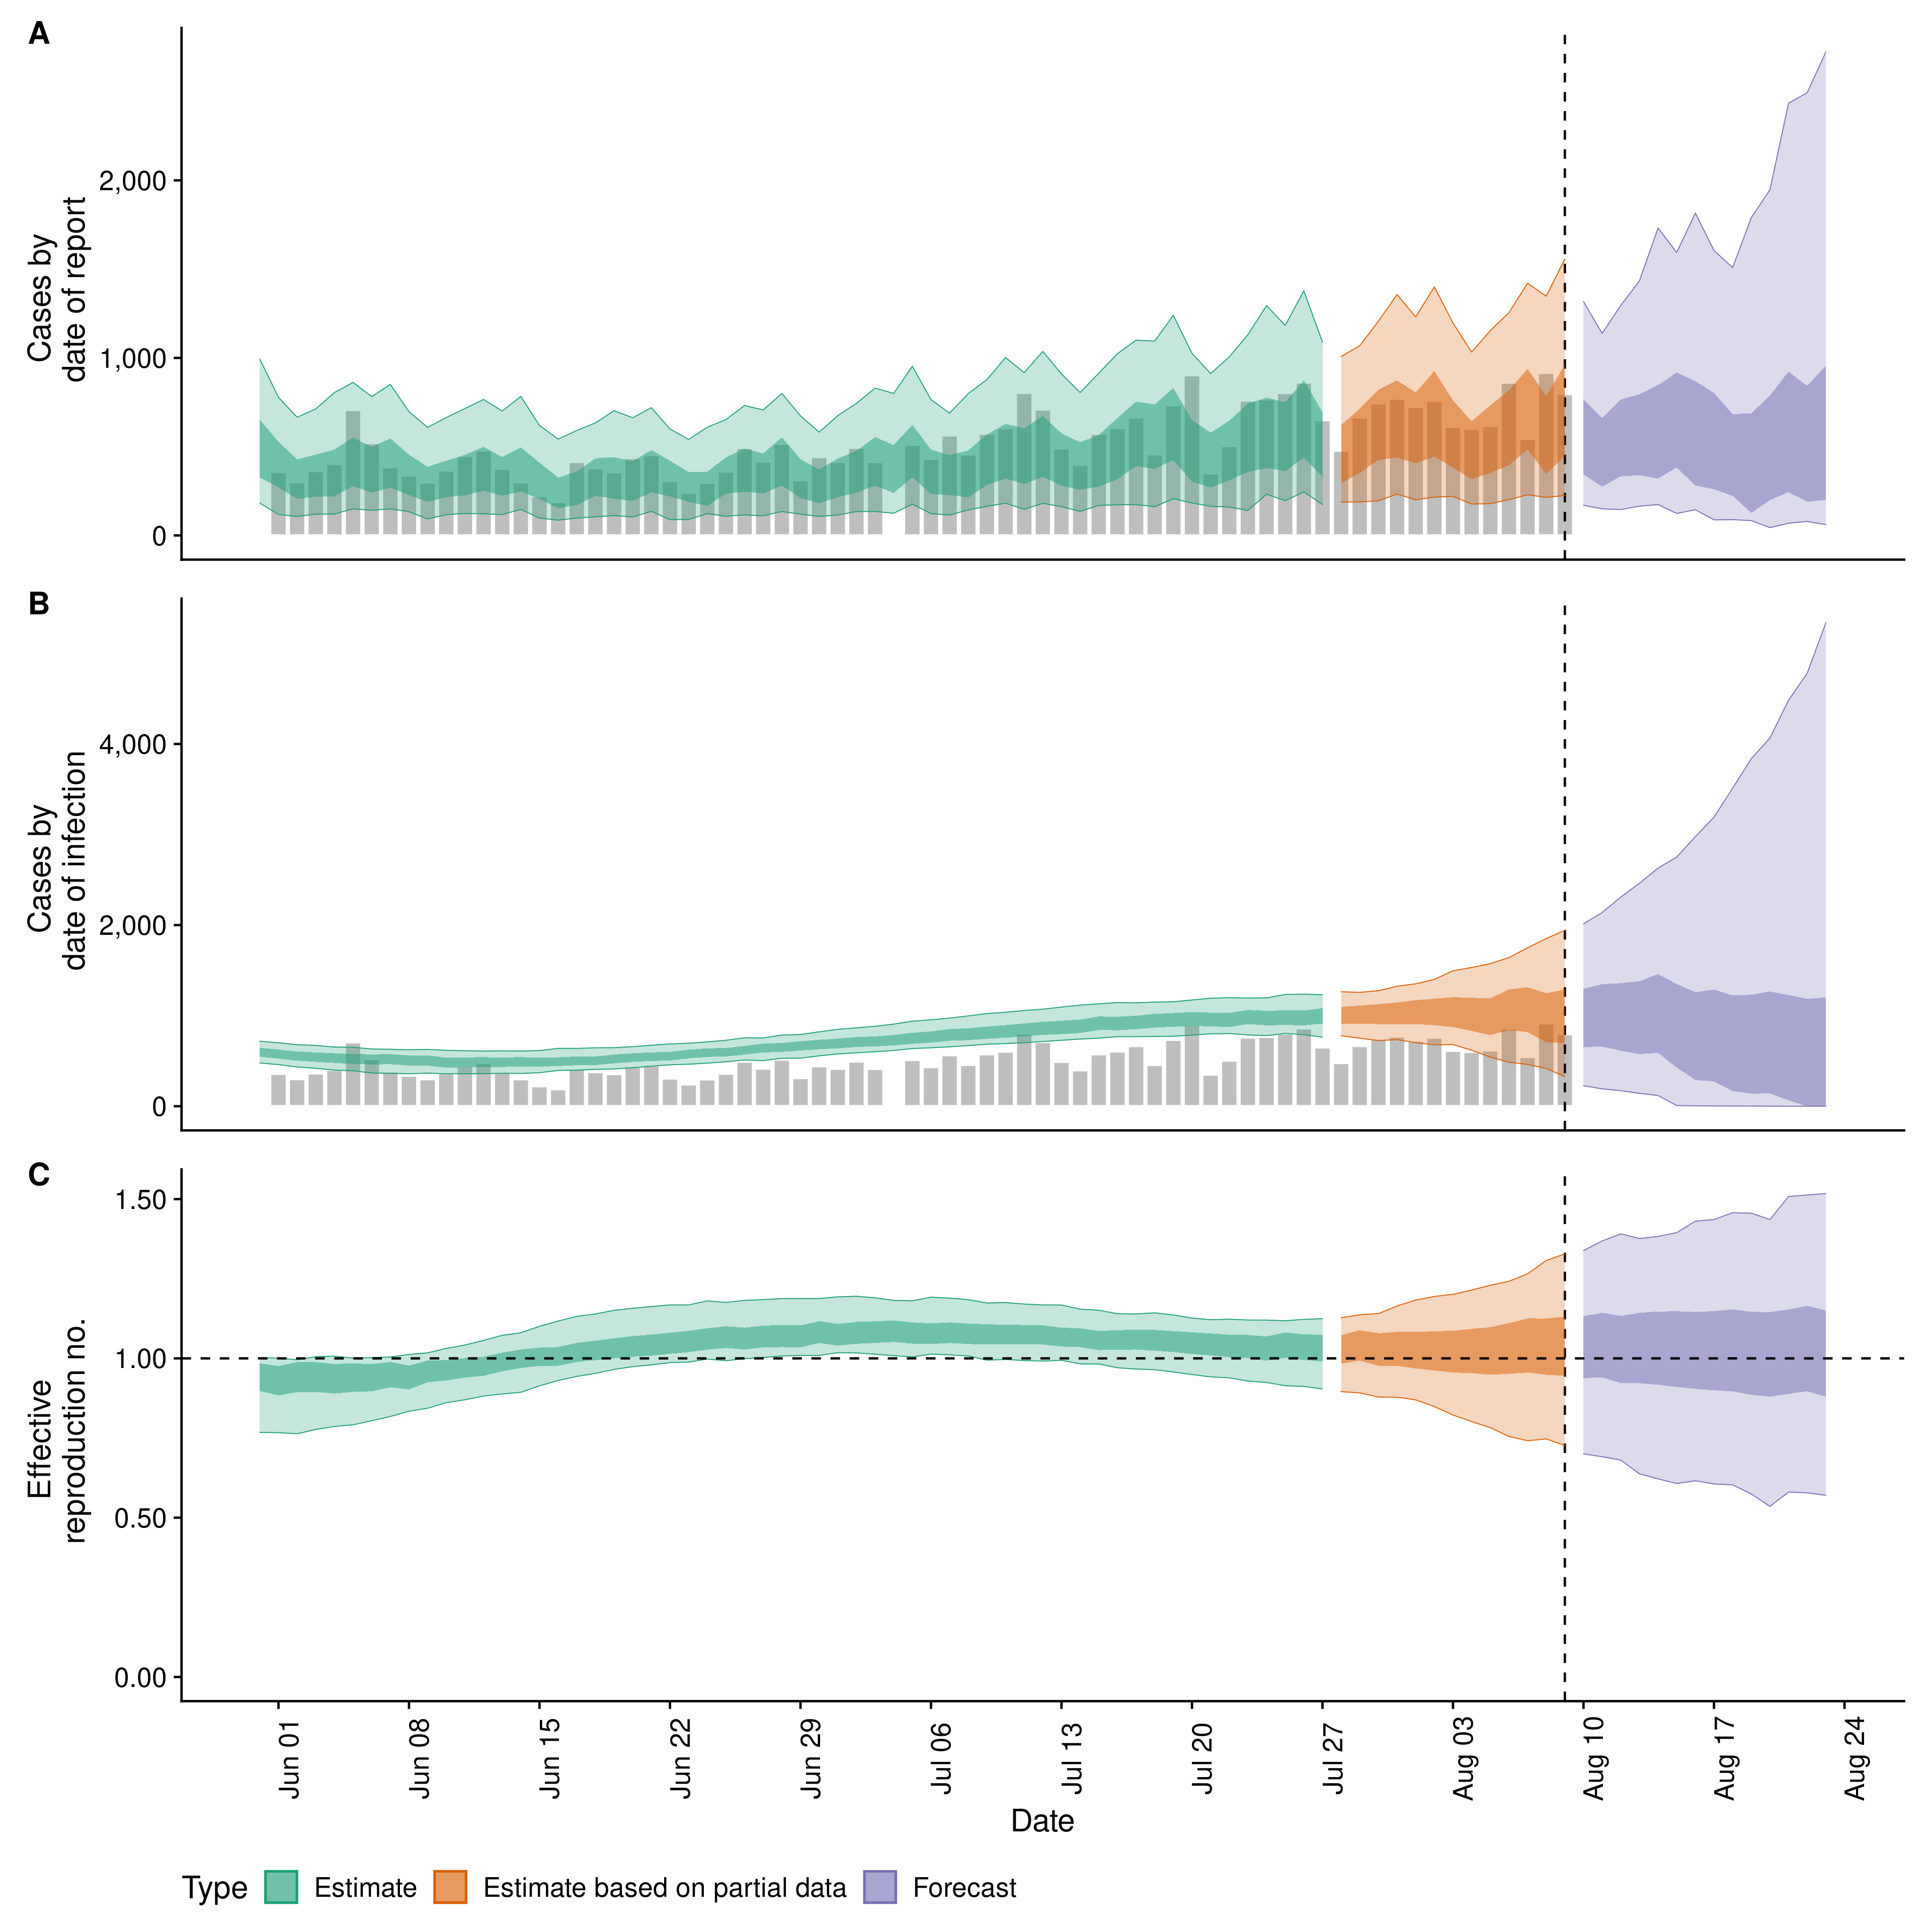 A
Cases by
date of report
2,000
1,000
0
B
Cases by
date of infection
4,000
2,000
0
C
Effective
reproduction no.
1.50
1.00
0.50
0.00
Jun 01
Jun 08
Jun 15
Jun 22
Jun 29
Jul 06
Jul 13
Jul 20
Jul 27
Aug 03
Aug 10
Aug 17
Aug 24
Date
Type Estimate Estimate based on partial data Forecast